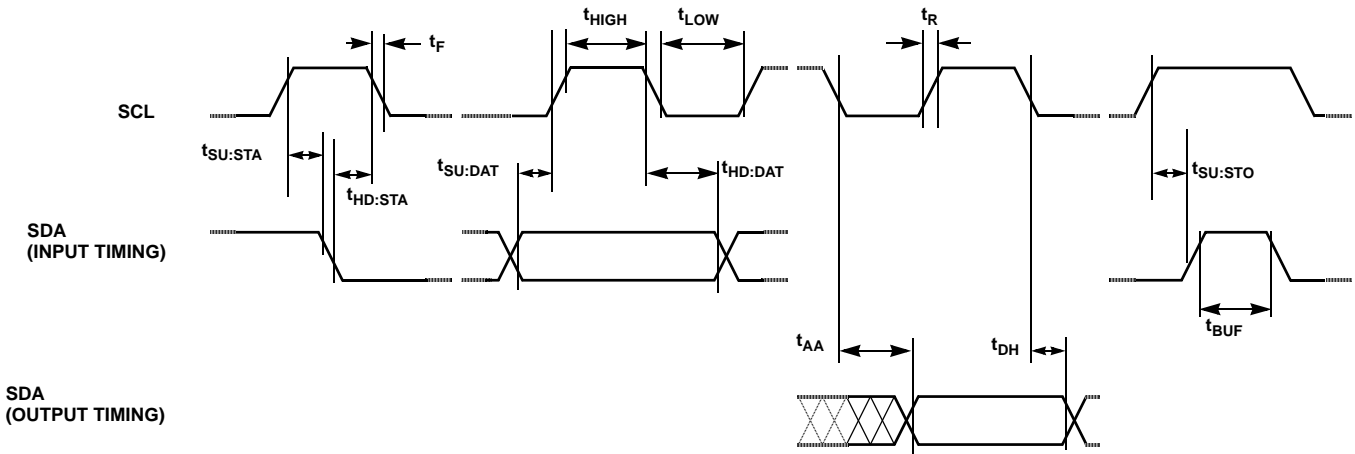 tHIGH
tLOW
tR
tF
SCL
tSU:STA
tHD:STA
tSU:DAT
tHD:DAT
tSU:STO
SDA
(INPUT TIMING)
tBUF
tAA
tDH
SDA
(OUTPUT TIMING)